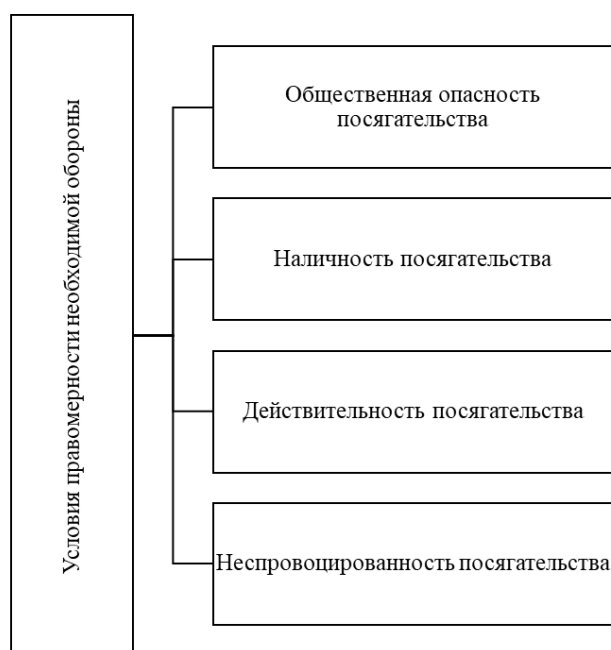 Условия правомерности необходимой обороны
Общественная опасность
посягательства
Наличность посягательства
Действительность посягательства
Неспровоцированность посягательства